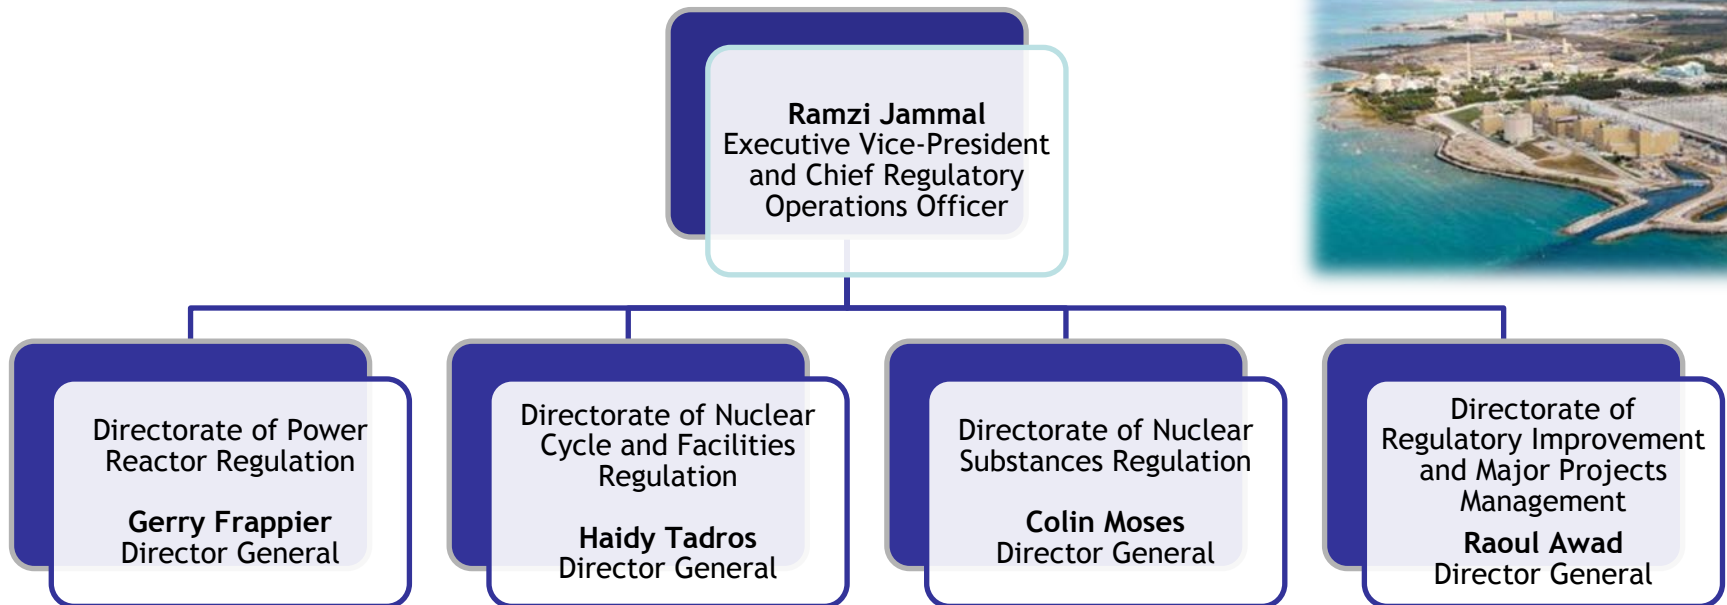 Ramzi Jammal
Executive Vice-President
and Chief Regulatory
Operations Officer
Directorate of Power
Reactor Regulation
Gerry Frappier
Director General
Directorate of Nuclear
Cycle and Facilities
Regulation
Haidy Tadros
Director General
Directorate of Nuclear
Substances Regulation
Colin Moses
Director General
Directorate of
Regulatory Improvement
and Major Projects
Management
Raoul Awad
Director General